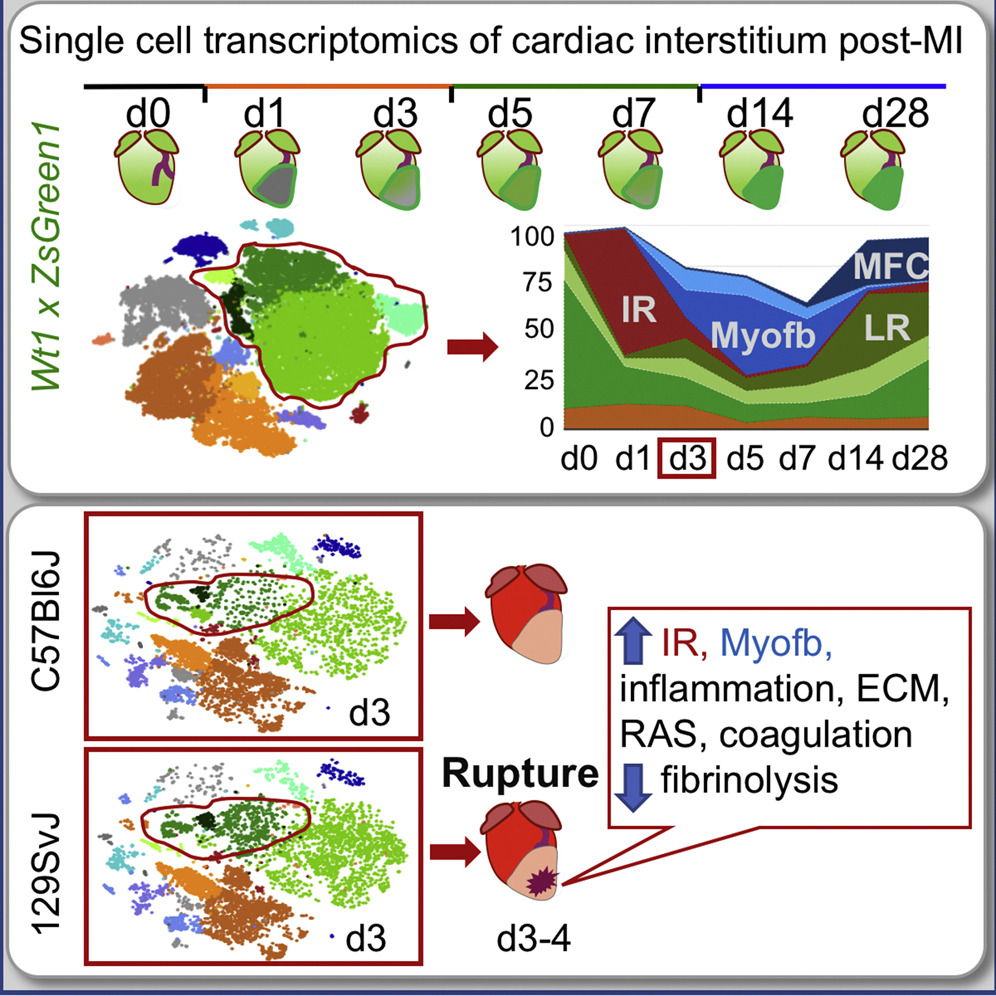 Single cell transcriptomics of cardiac interstitium post-MI
d0 d1 d3 d5 d7 d14 d28
Wt1 x ZsGreen1
100
75
50
25
0
IR
Myofb
LR
MFC
d0 d1 d3 d5 d7 d14 d28
C57Bl6J
d3
IR, Myofb,
inflammation, ECM,
RAS, coagulation
fibrinolysis
129SvJ
d3
Rupture
d3-4